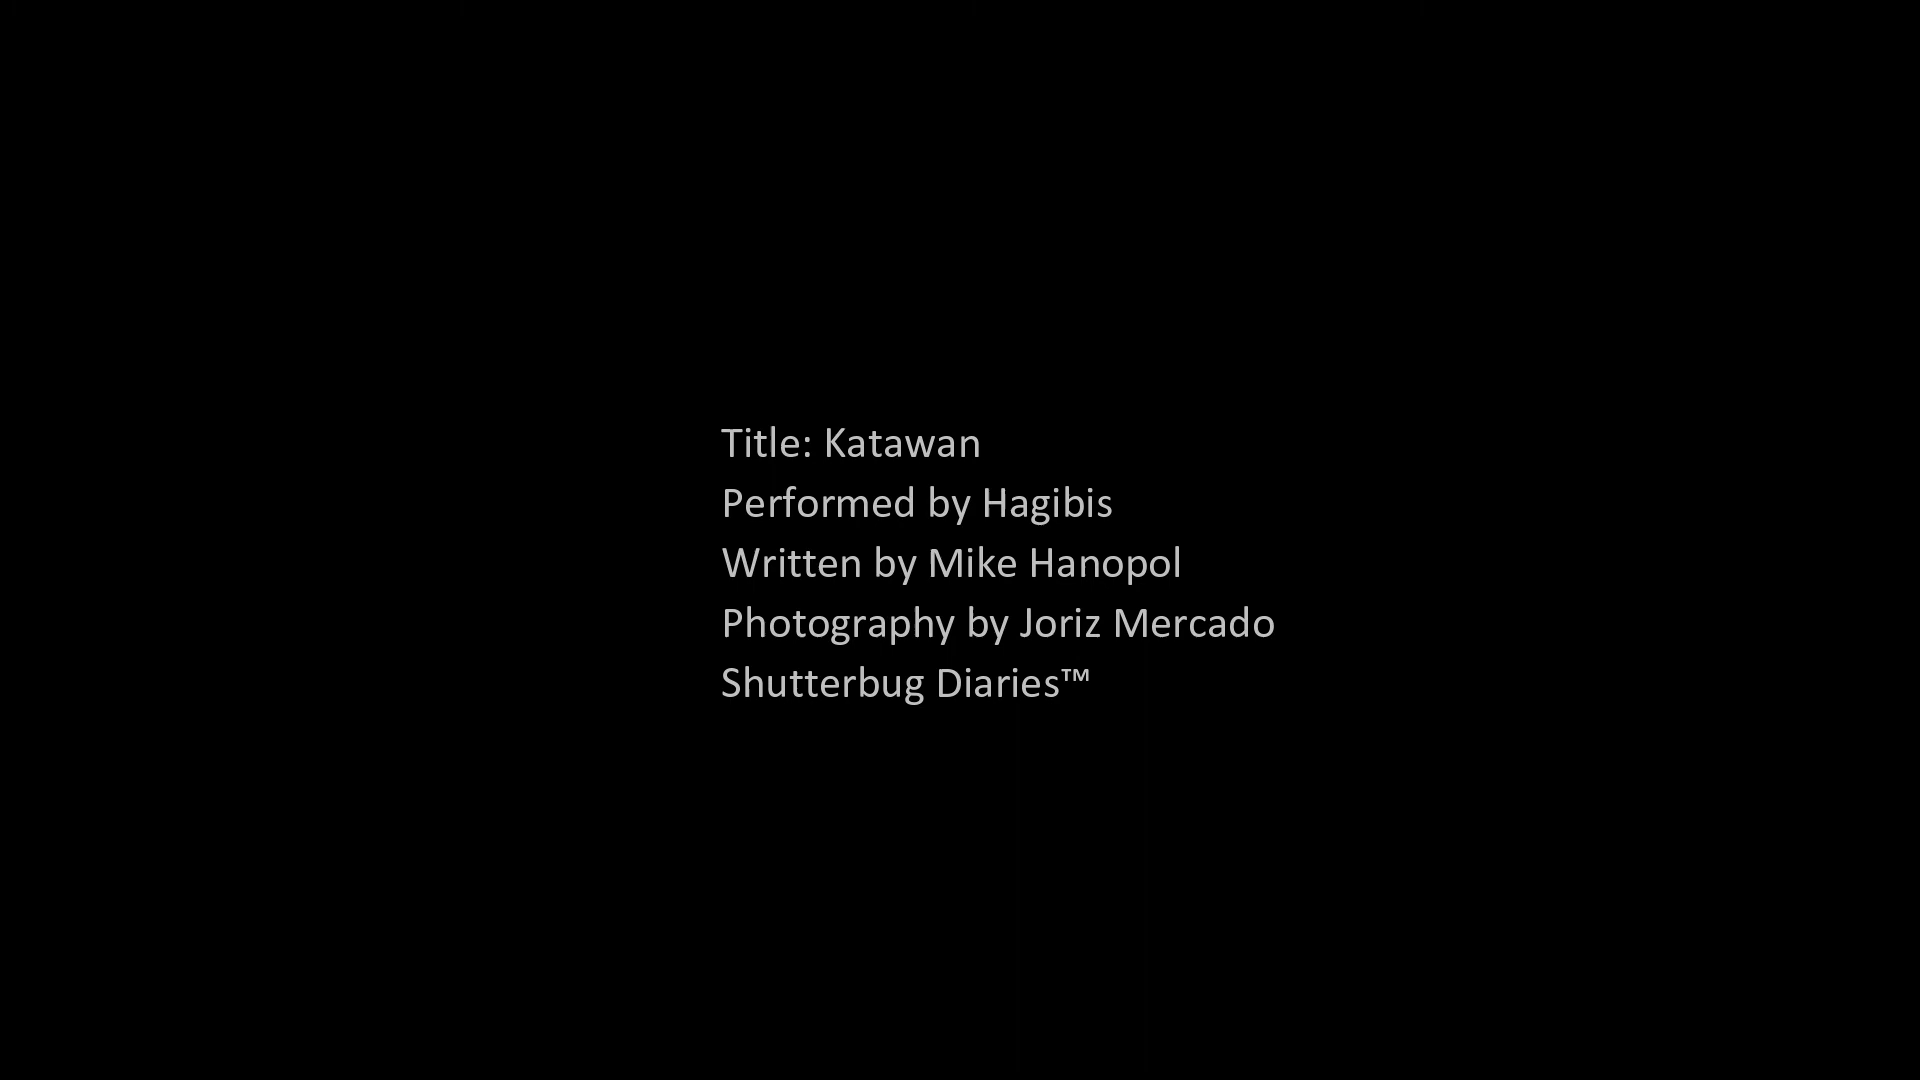 Title: Katawan
Performed by Hagibis
Written by Mike Hanopol
Photography by Joriz Mercado
Shutterbug Diaries™